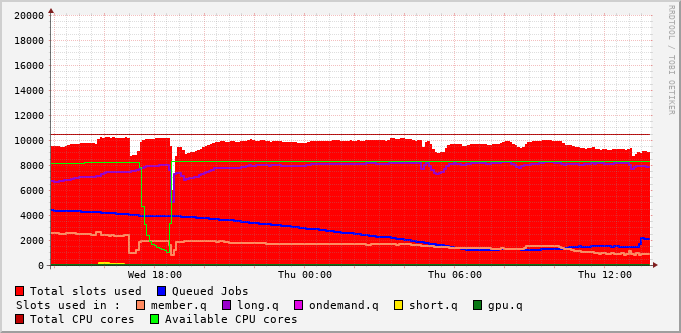 RRDTOOL / TOBI OETIKER
20000
18000
16000
14000
12000
10000
8000
6000
4000
2000
0
Wed 18:00 Thu 00:00 Thu 06:00 Thu 12:00
Total slots used Queued Jobs
Slots used in : member.q long.q ondemand.q short.q gpu.q
Total CPU cores Available CPU cores